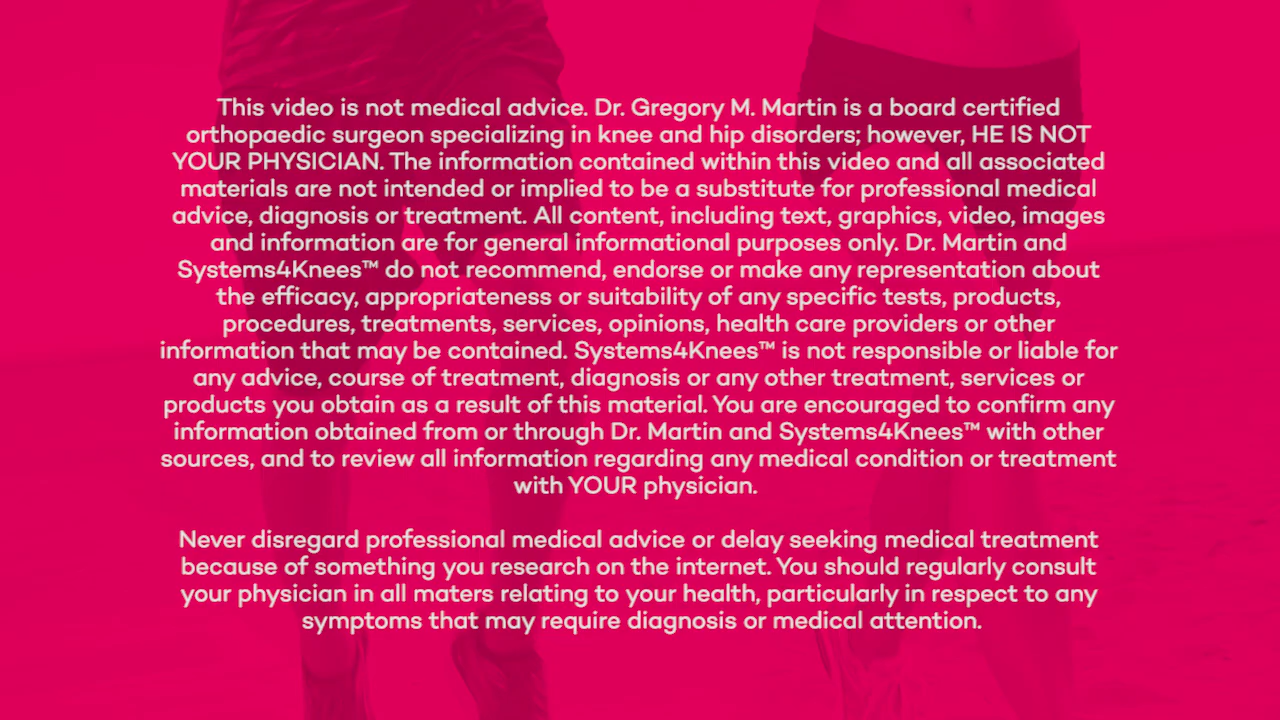 This video is not medical advice. Dr. Gregory M. Martin is a board certified
orthopaedic surgeon specializing in knee and hip disorders; however, HE IS NOT
YOUR PHYSICIAN. The information contained within this video and all associated
materials are not intended or implied to be a substitute for professional medical
advice, diagnosis or treatment. All content, including text, graphics, video, images
and information are for general informational purposes only. Dr. Martin and
Systems4Knees™ do not recommend, endorse or make any representation about
the efficacy, appropriateness or suitability of any specific tests, products,
procedures, treatments, services, opinions, health care providers or other
information that may be contained. Systems4Knees™ is not responsible or liable for
any advice, course of treatment, diagnosis or any other treatment, services or
products you obtain as a result of this material. You are encouraged to confirm any
information obtained from or through Dr. Martin and Systems4Knees™ with other
sources, and to review all information regarding any medical condition or treatment
with YOUR physician.
Never disregard professional medical advice or delay seeking medical treatment
because of something you research on the internet. You should regularly consult
your physician in all maters relating to your health, particularly in respect to any
symptoms that may require diagnosis or medical attention.